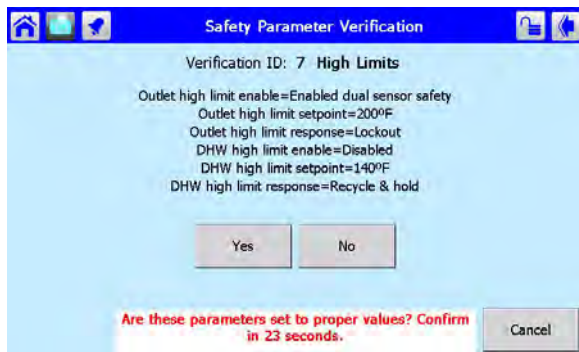 Safety Parameter Verification
Verification ID: 7 High Limits
Outlet high limit enable=Enabled dual sensor safety
Outlet high limit setpoint=200ºF
Outlet high limit response=Lockout
DHW high limit enable=Disabled
DHW high limit setpoint=140ºF
DHW high limit response=Recycle & hold
Yes
No
Are these parameters set to proper values? Confirm
in 23 seconds.
Cancel